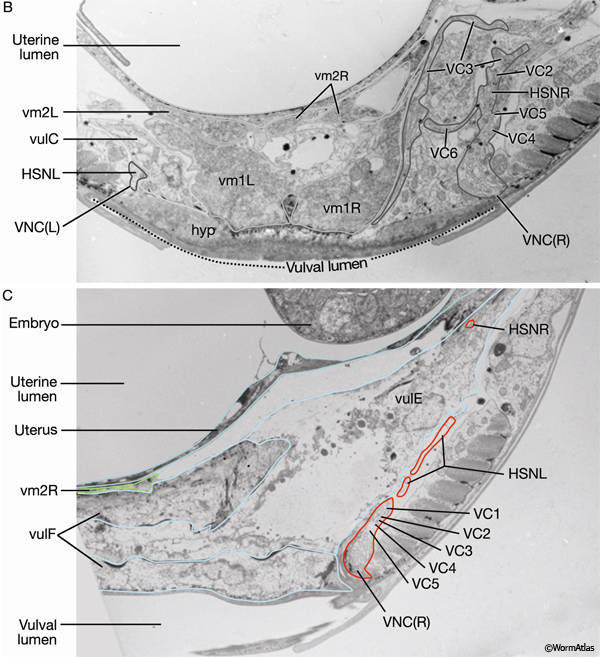 B
Uterine
lumen
vm2L
vulC
HSNL
VNC(L)
hyp
vm1L
vm1R
vm2R
Vulval lumen
VC3
VC2
HSNR
VC5
VC4
VC6
VNC(R)
C
Embryo
Uterine
lumen
Uterus
vm2R
vulF
Vulval
lumen
vulE
HSNR
HSNL
VC1
VC2
VC3
VC4
VC5
VNC(R)
©WormAtlas